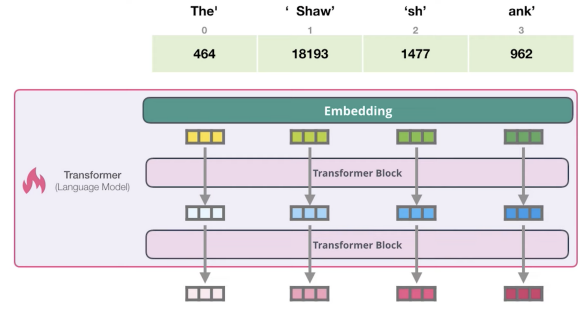 The' ‘ Shaw’ ‘sh’ ank’
0 1 2 3
464 18193 1477 962
Embedding
Transformer Block
Transformer
(Language Model)
Transformer Block